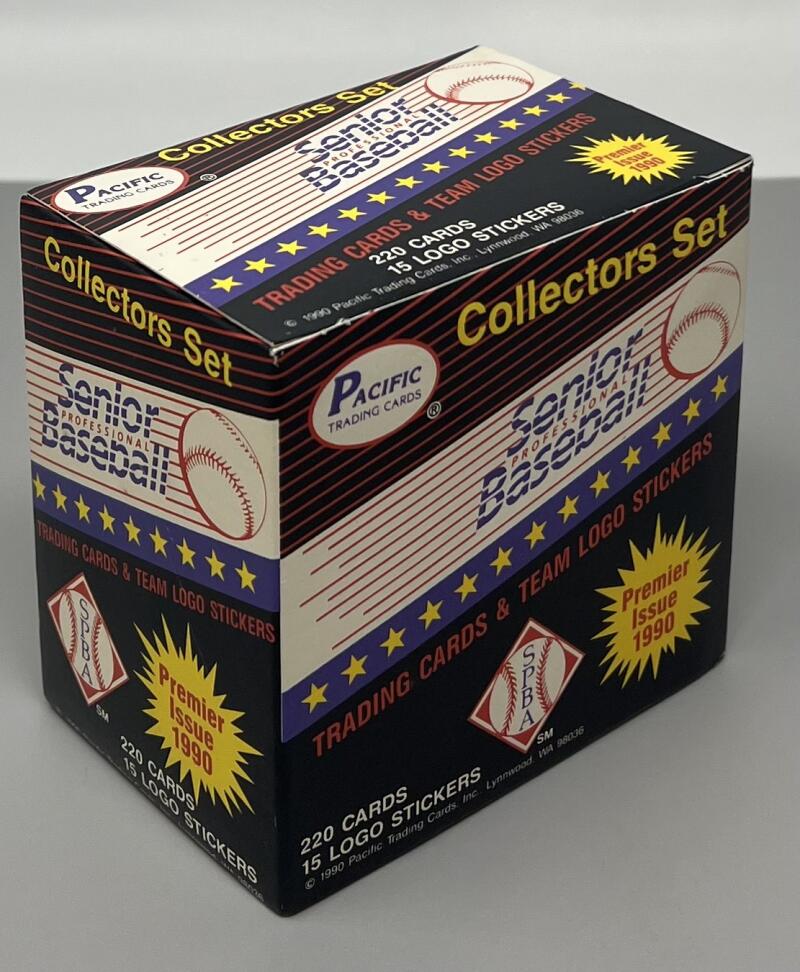 Collectors Set
PACIFIC
TRADING CARDS
®
Senior
PROFESSIONAL
Baseball
TRADING CARDS & TEAM LOGO STICKERS
Premier
Issue
1990
220 CARDS
15 LOGO STICKERS
© 1990 Pacific Trading Cards, Inc. Lynnwood, WA 98036
Collectors Set
Senior
PROFESSIONAL
Baseball
TRADING CARDS & TEAM LOGO STICKERS
SPBA
SM
Premier
Issue
1990
220 CARDS
15 LOGO STICKERS
Collectors Set
PACIFIC
TRADING CARDS
®
Senior
PROFESSIONAL
Baseball
TRADING CARDS & TEAM LOGO STICKERS
Premier
Issue
1990
SPBA
SM
220 CARDS
15 LOGO STICKERS
© 1990 Pacific Trading Cards, Inc. Lynnwood, WA 98036